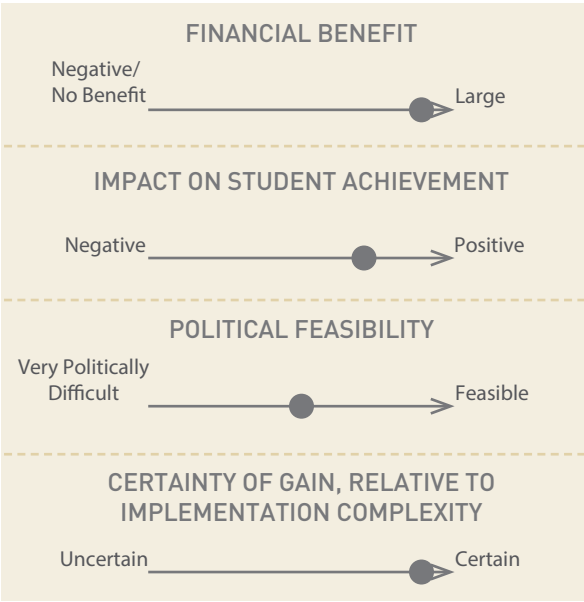 FINANCIAL BENEFIT
Negative/
No Benefit
Large
IMPACT ON STUDENT ACHIEVEMENT
Negative
Positive
POLITICAL FEASIBILITY
Very Politically
Difficult
Feasible
CERTAINTY OF GAIN, RELATIVE TO
IMPLEMENTATION COMPLEXITY
Uncertain
Certain